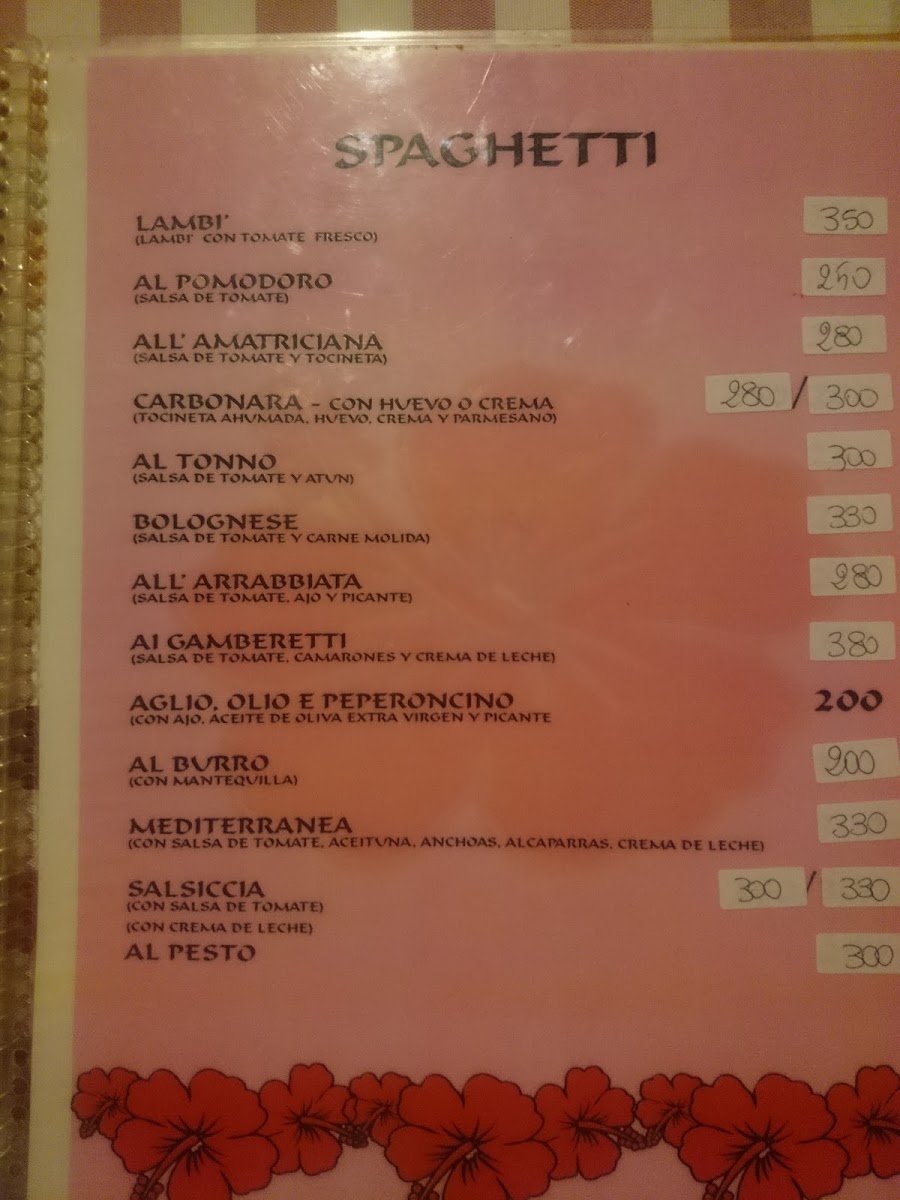 SPAGHETTI
LAMBI' 350
(LAMBI' CON TOMATE FRESCO)
AL POMODORO 250
(SALSA DE TOMATE)
ALL' AMATRICIANA 280
(SALSA DE TOMATE Y TOCINETA)
CARBONARA - CON HUEVO O CREMA 280 / 300
(TOCINETA AHUMADA, HUEVO, CREMA Y PARMESANO)
AL TONNO 300
(SALSA DE TOMATE Y ATUN)
BOLOGNESE 330
(SALSA DE TOMATE Y CARNE MOLIDA)
ALL' ARRABBIATA 280
(SALSA DE TOMATE, AJO Y PICANTE)
AI GAMBERETTI 380
(SALSA DE TOMATE, CAMARONES Y CREMA DE LECHE)
AGLIO, OLIO E PEPERONCINO 200
(CON AJO, ACEITE DE OLIVA EXTRA VIRGEN Y PICANTE
AL BURRO 200
(CON MANTEQUILLA)
MEDITERRANEA 330
(CON SALSA DE TOMATE, ACEITUNA, ANCHOAS, ALCAPARRAS, CREMA DE LECHE)
SALSICCIA 300 / 330
(CON SALSA DE TOMATE)
(CON CREMA DE LECHE)
AL PESTO 300